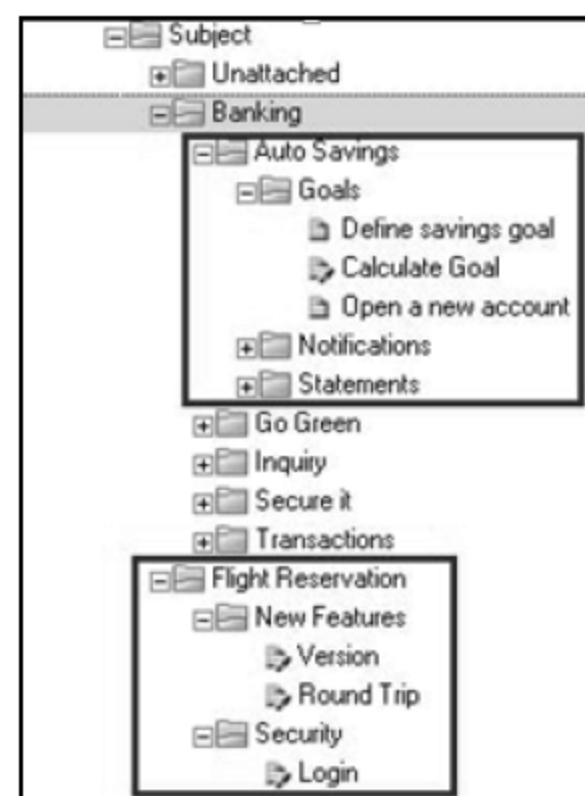 Subject
Unattached
Banking
Auto Savings
Goals
Define savings goal
Calculate Goal
Open a new account
Notifications
Statements
Go Green
Inquiry
Secure it
Transactions
Flight Reservation
New Features
Version
Round Trip
Security
Login